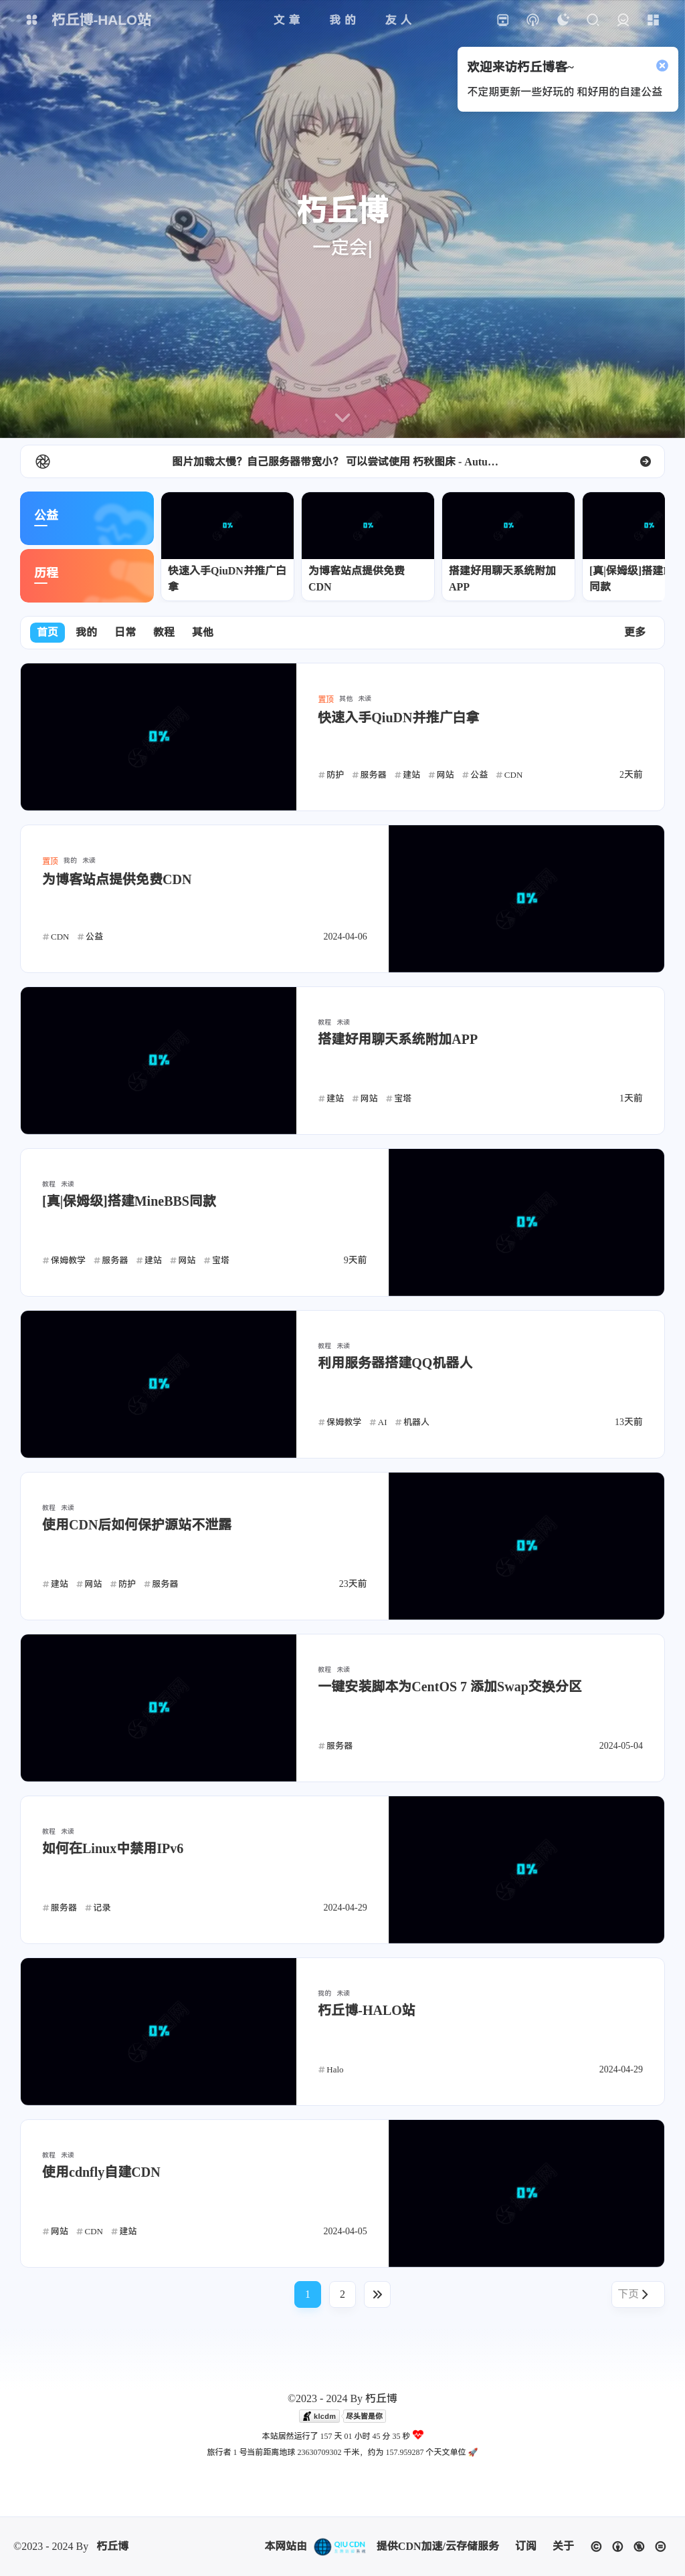 朽丘博-HALO站
文章 我的 友人
欢迎来访朽丘博客~
不定期更新一些好玩的 和好用的自建公益
朽丘博
一定会|
图片加载太慢？自己服务器带宽小？ 可以尝试使用 朽秋图床 - Autu…
公益
历程
0%
快速入手QiuDN并推广白拿
0%
为博客站点提供免费CDN
0%
搭建好用聊天系统附加APP
0%
[真|保姆级]搭建
同款
首页 我的 日常 教程 其他 更多
0%
置顶 其他 未读
快速入手QiuDN并推广白拿
# 防护 # 服务器 # 建站 # 网站 # 公益 # CDN 2天前
置顶 我的 未读
为博客站点提供免费CDN
# CDN # 公益 2024-04-06
0%
0%
教程 未读
搭建好用聊天系统附加APP
# 建站 # 网站 # 宝塔 1天前
教程 未读
[真|保姆级]搭建MineBBS同款
# 保姆教学 # 服务器 # 建站 # 网站 # 宝塔 9天前
0%
0%
教程 未读
利用服务器搭建QQ机器人
# 保姆教学 # AI # 机器人 13天前
教程 未读
使用CDN后如何保护源站不泄露
# 建站 # 网站 # 防护 # 服务器 23天前
0%
0%
教程 未读
一键安装脚本为CentOS 7 添加Swap交换分区
# 服务器 2024-05-04
教程 未读
如何在Linux中禁用IPv6
# 服务器 # 记录 2024-04-29
0%
0%
我的 未读
朽丘博-HALO站
# Halo 2024-04-29
教程 未读
使用cdnfly自建CDN
# 网站 # CDN # 建站 2024-04-05
0%
1 2 下页
©2023 - 2024 By 朽丘博
klcdm 尽头皆是你
本站居然运行了 157 天 01 小时 45 分 35 秒
旅行者 1 号当前距离地球 23630709302 千米，约为 157.959287 个天文单位 🚀
©2023 - 2024 By 朽丘博
本网站由 QIU CDN 提供CDN加速/云存储服务 订阅 关于